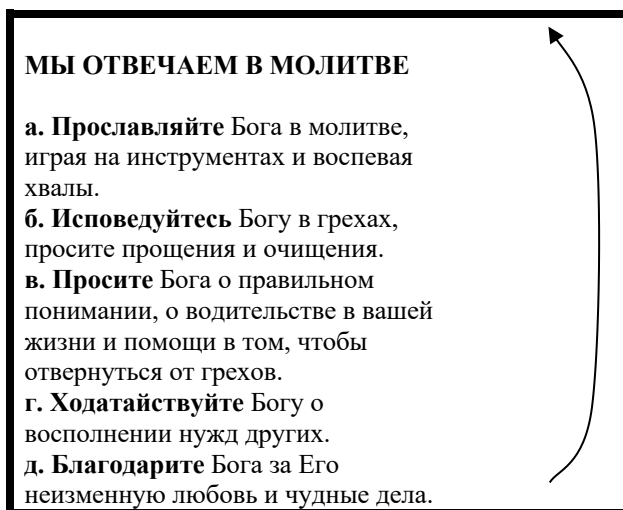 МЫ ОТВЕЧАЕМ В МОЛИТВЕ
а. Прославляйте Бога в молитве,
играя на инструментах и воспевая
хвалы.
б. Исповедуйтесь Богу в грехах,
просите прощения и очищения.
в. Просите Бога о правильном
понимании, о водительстве в вашей
жизни и помощи в том, чтобы
отвернуться от грехов.
г. Ходатайствуйте Богу о
восполнении нужд других.
д. Благодарите Бога за Его
неизменную любовь и чудные дела.